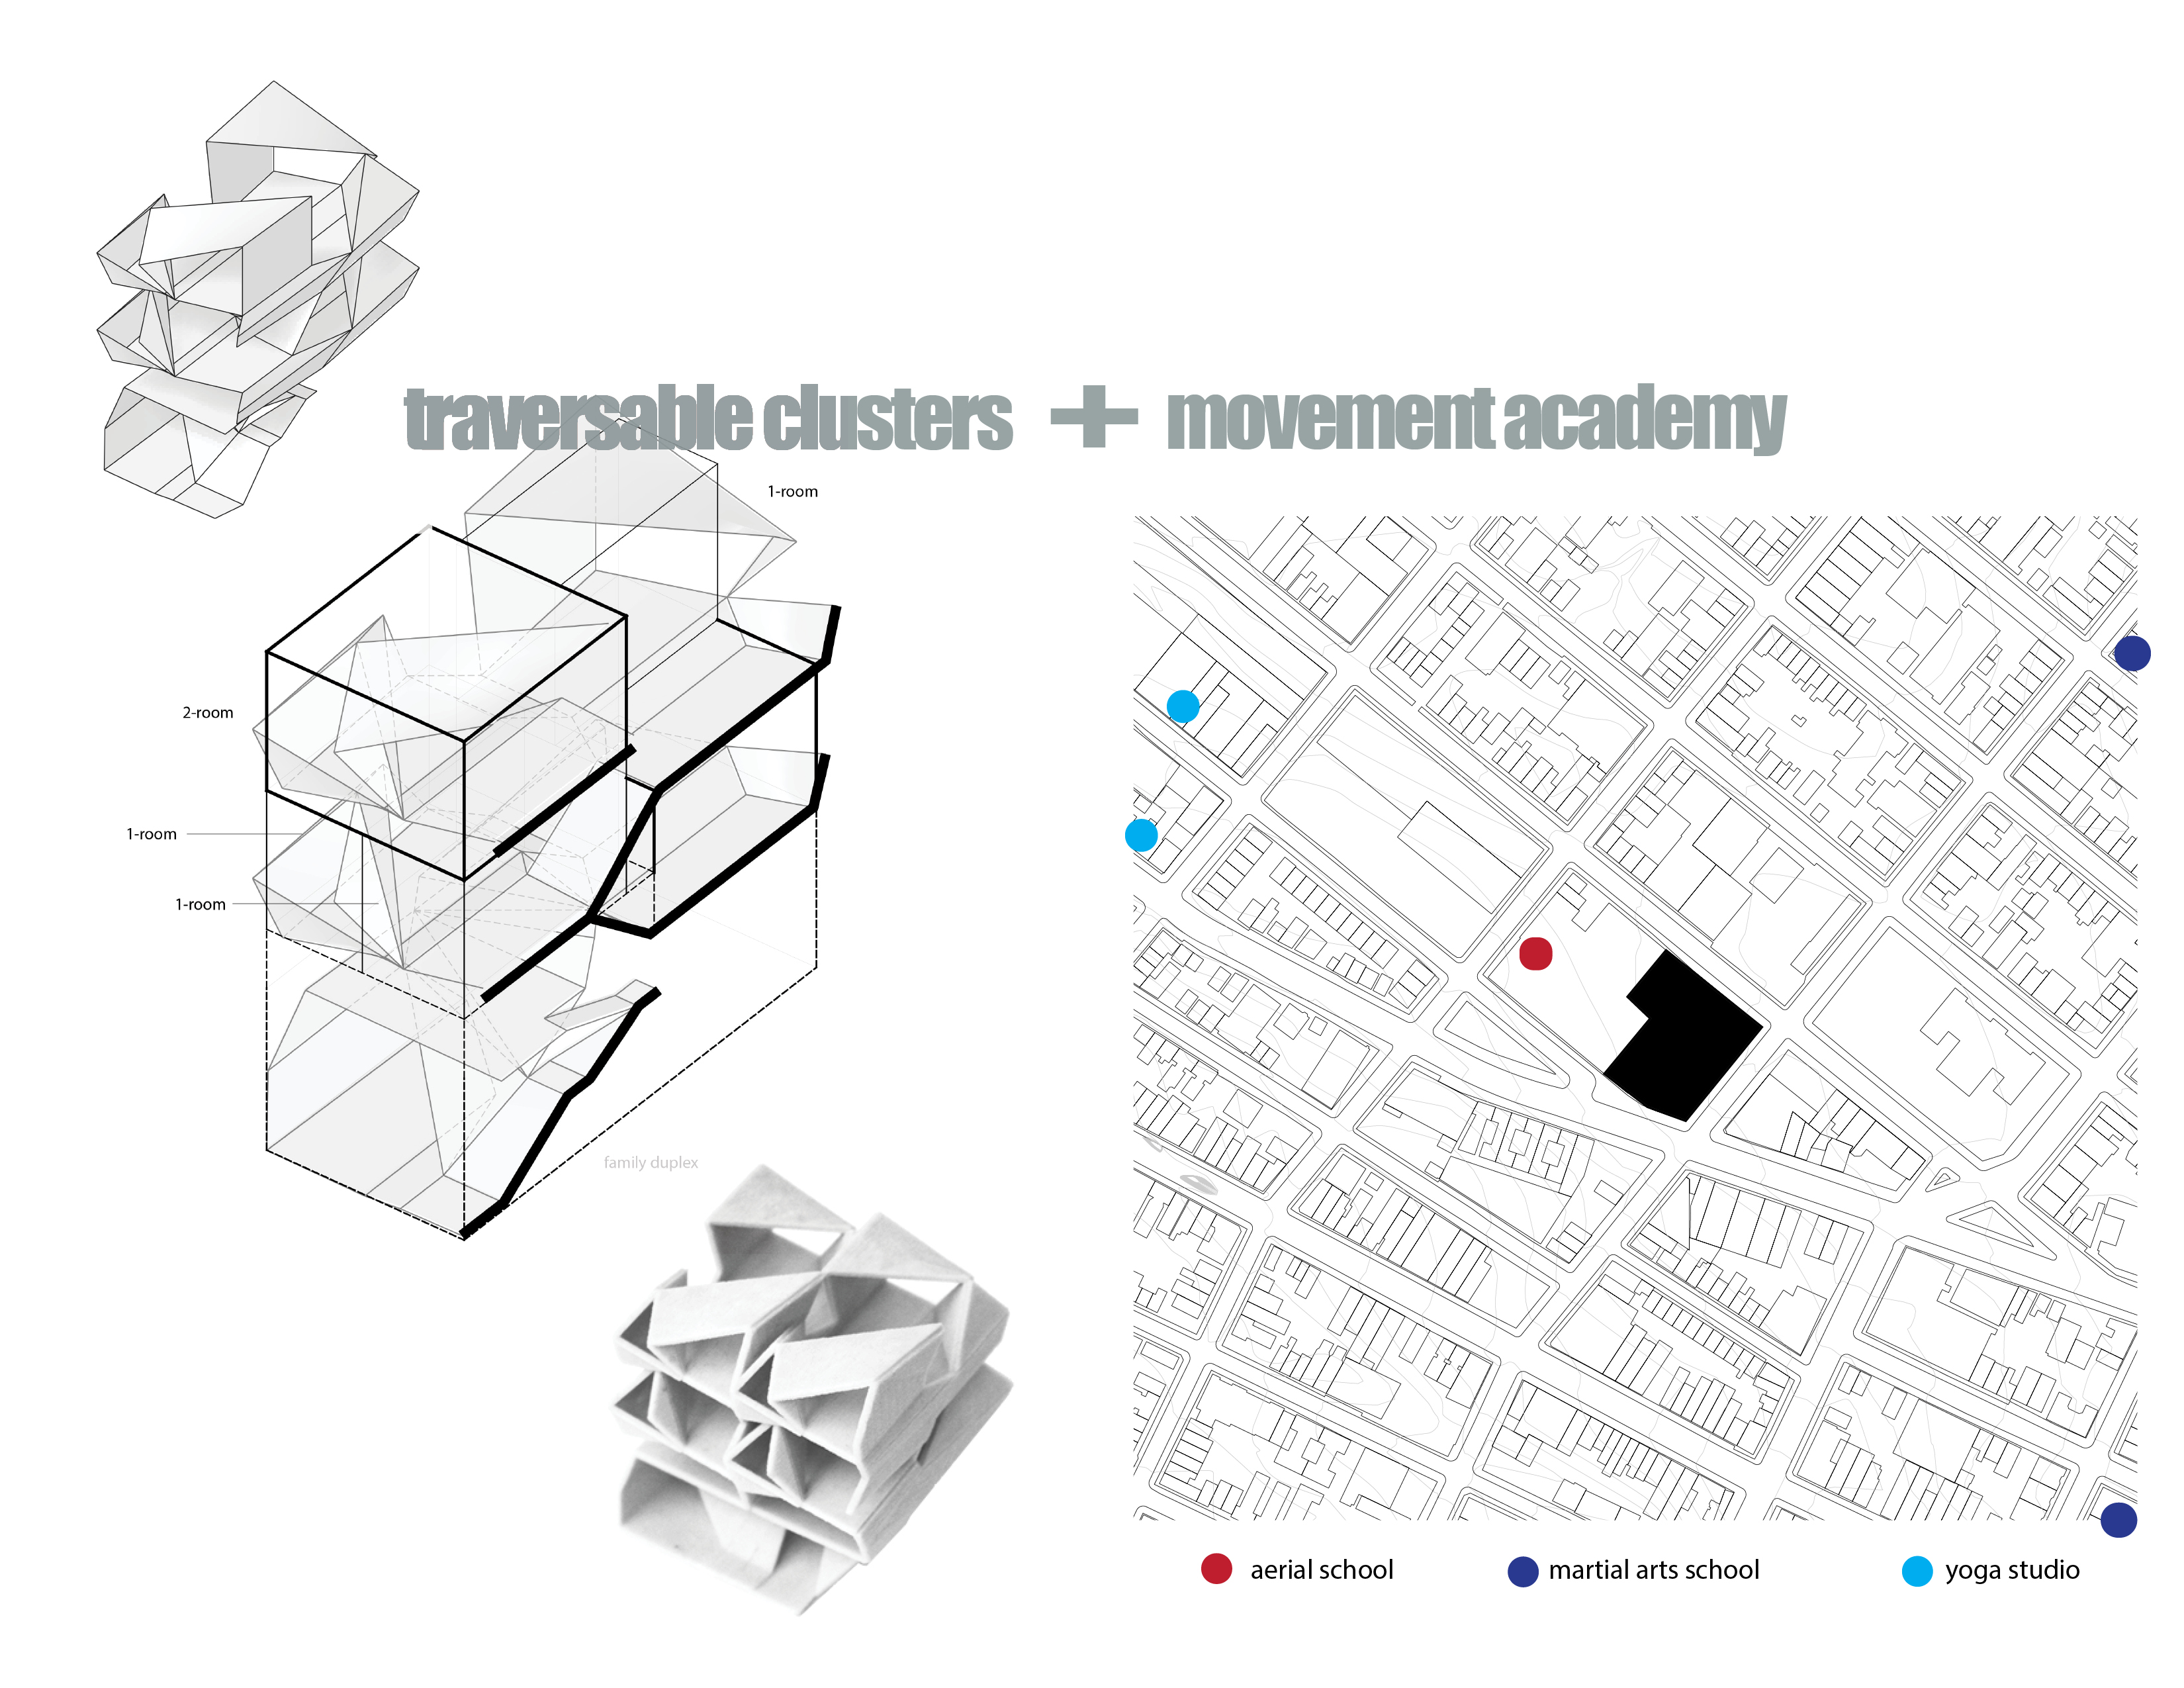 traversable clusters + movement academy
1-room
2-room
1-room
1-room
family duplex
aerial school
martial arts school
yoga studio